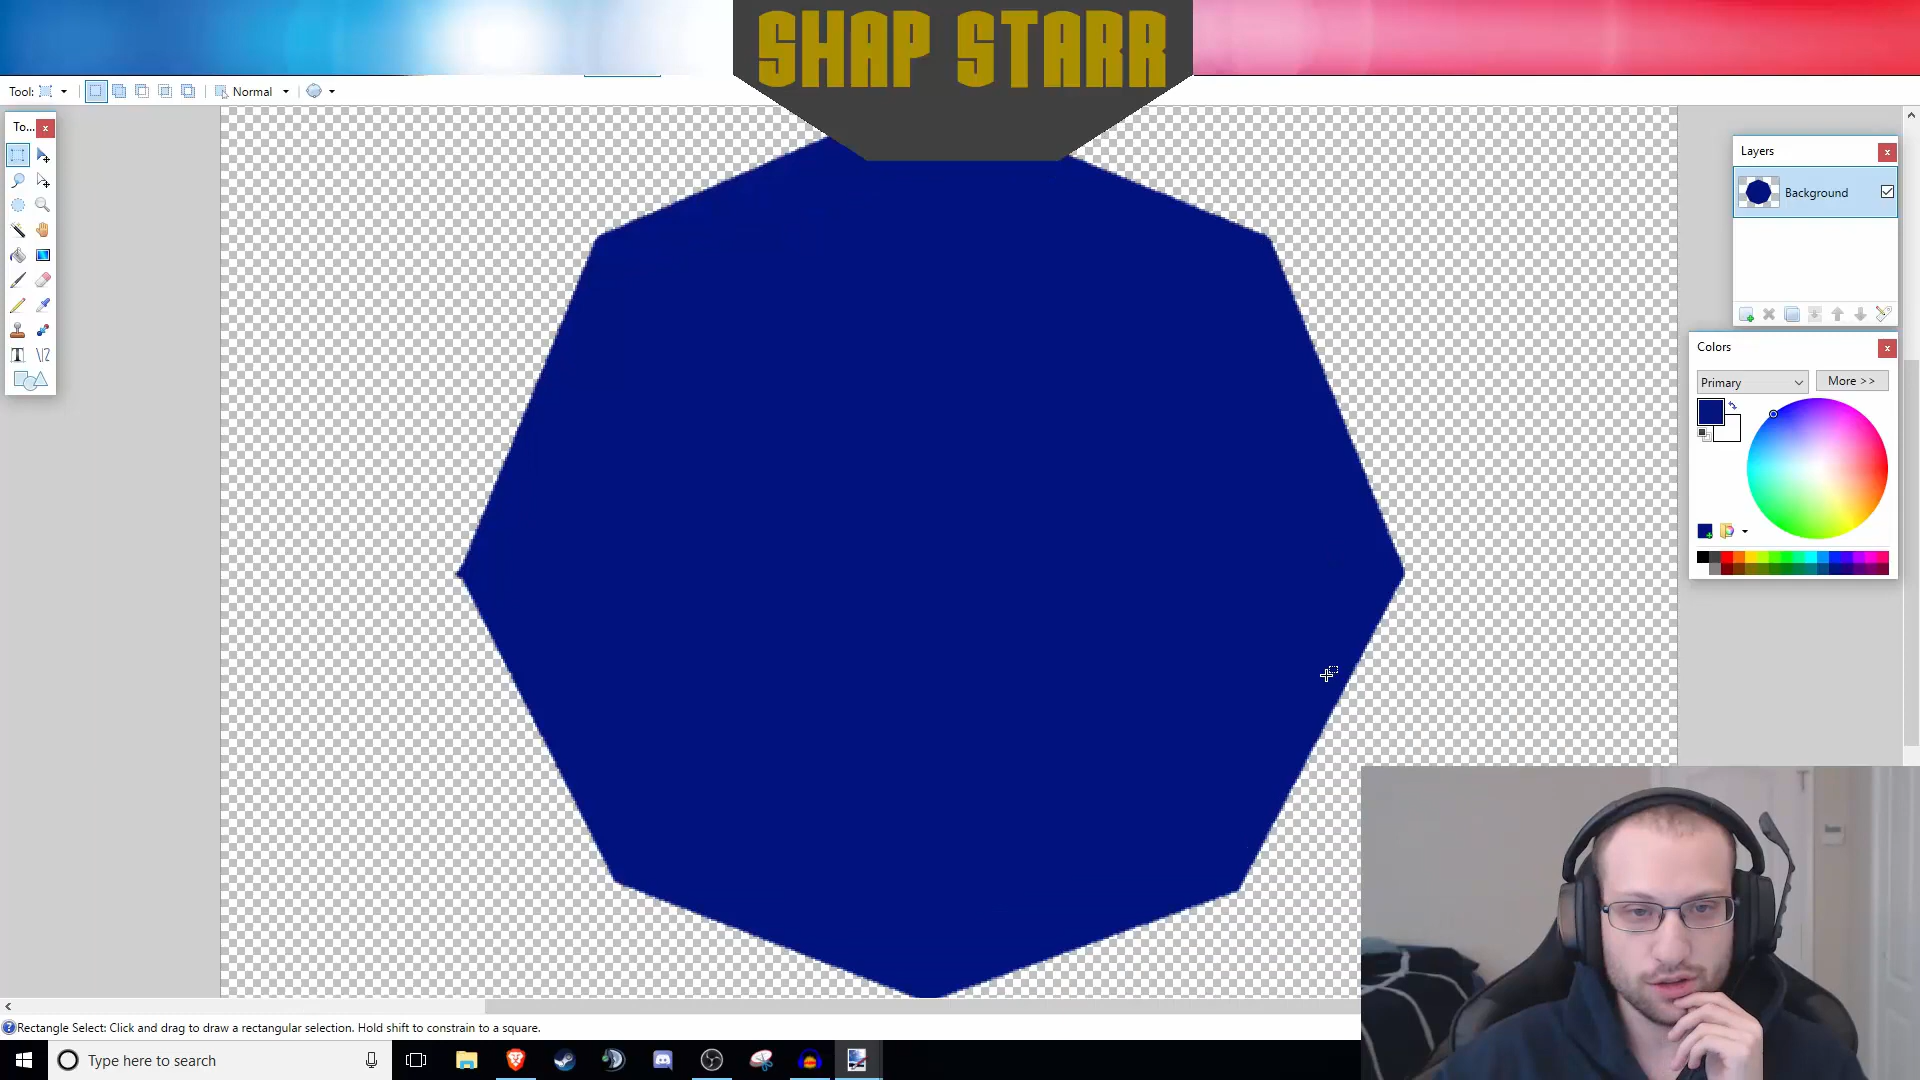 SHAP STARR
Tool:
Normal
To...
Layers
Background
Colors
Primary
More >>
Rectangle Select: Click and drag to draw a rectangular selection. Hold shift to constrain to a square.
Type here to search